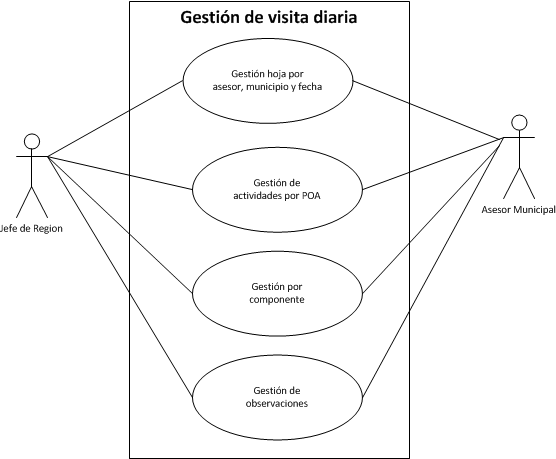 Gestión de visita diaria
Gestión hoja por
asesor, municipio y fecha
Gestión de
actividades por POA
Jefe de Region
Asesor Municipal
Gestión por
componente
Gestión de
observaciones